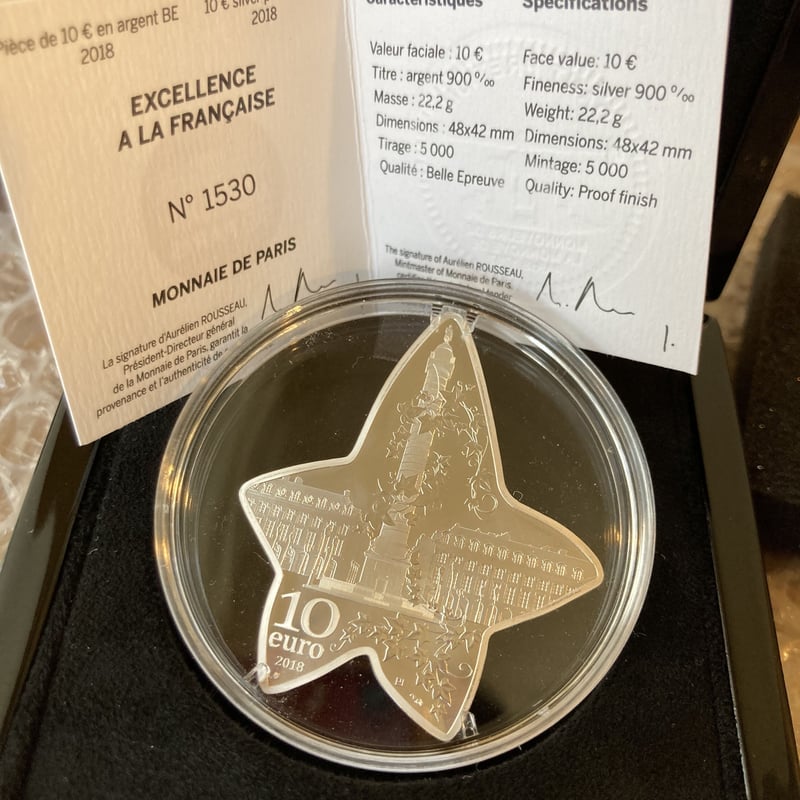 Pièce de 10 € en argent BE
2018
10 € silver
2018
EXCELLENCE
A LA FRANÇAISE
N° 1530
MONNAIE DE PARIS
La signature d'Aurélien ROUSSEAU,
Président-Directeur général
de la Monnaie de Paris, garantit la
provenance et l'authenticité de
Caractéristiques
Valeur faciale : 10 €
Titre : argent 900 ‰
Masse : 22,2 g
Dimensions : 48x42 mm
Tirage : 5 000
Qualité : Belle Epreuve
Spécifications
Face value: 10 €
Fineness: silver 900 ‰
Weight: 22,2 g
Dimensions: 48x42 mm
Mintage: 5 000
Quality: Proof finish
The signature of Aurélien ROUSSEAU,
Mintmaster of Monnaie de Paris,
10
euro
2018